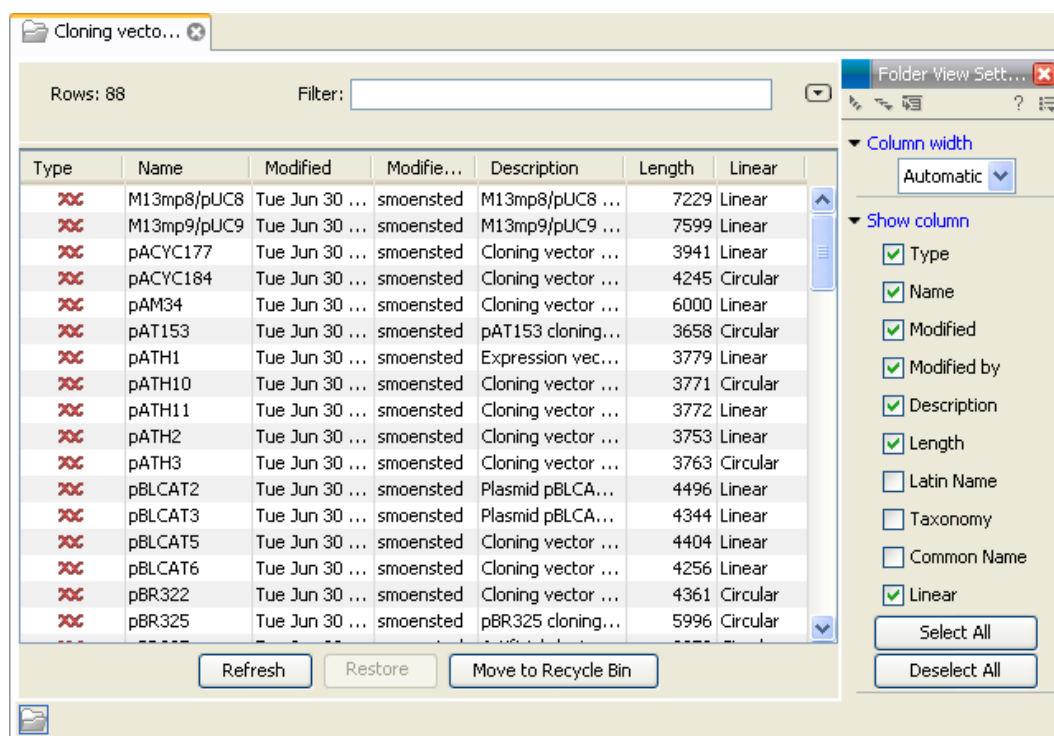 Cloning vecto...
Rows: 88 Filter:
Type Name Modified Modifie... Description Length Linear
M13mp8/pUC8 Tue Jun 30 ... smoensted M13mp8/pUC8 ... 7229 Linear
M13mp9/pUC9 Tue Jun 30 ... smoensted M13mp9/pUC9 ... 7599 Linear
pACYC177 Tue Jun 30 ... smoensted Cloning vector ... 3941 Linear
pACYC184 Tue Jun 30 ... smoensted Cloning vector ... 4245 Circular
pAM34 Tue Jun 30 ... smoensted Cloning vector ... 6000 Linear
pAT153 Tue Jun 30 ... smoensted pAT153 cloning... 3658 Circular
pATH1 Tue Jun 30 ... smoensted Expression vec... 3779 Linear
pATH10 Tue Jun 30 ... smoensted Cloning vector ... 3771 Circular
pATH11 Tue Jun 30 ... smoensted Cloning vector ... 3772 Linear
pATH2 Tue Jun 30 ... smoensted Cloning vector ... 3753 Linear
pATH3 Tue Jun 30 ... smoensted Cloning vector ... 3763 Circular
pBLCAT2 Tue Jun 30 ... smoensted Plasmid pBLCA... 4496 Linear
pBLCAT3 Tue Jun 30 ... smoensted Plasmid pBLCA... 4344 Linear
pBLCAT5 Tue Jun 30 ... smoensted Cloning vector ... 4404 Linear
pBLCAT6 Tue Jun 30 ... smoensted Cloning vector ... 4256 Linear
pBR322 Tue Jun 30 ... smoensted Cloning vector ... 4361 Circular
pBR325 Tue Jun 30 ... smoensted pBR325 cloning... 5996 Circular
Refresh Restore Move to Recycle Bin
Folder View Sett...
?
Column width
Automatic
Show column
Type
Name
Modified
Modified by
Description
Length
Latin Name
Taxonomy
Common Name
Linear
Select All
Deselect All